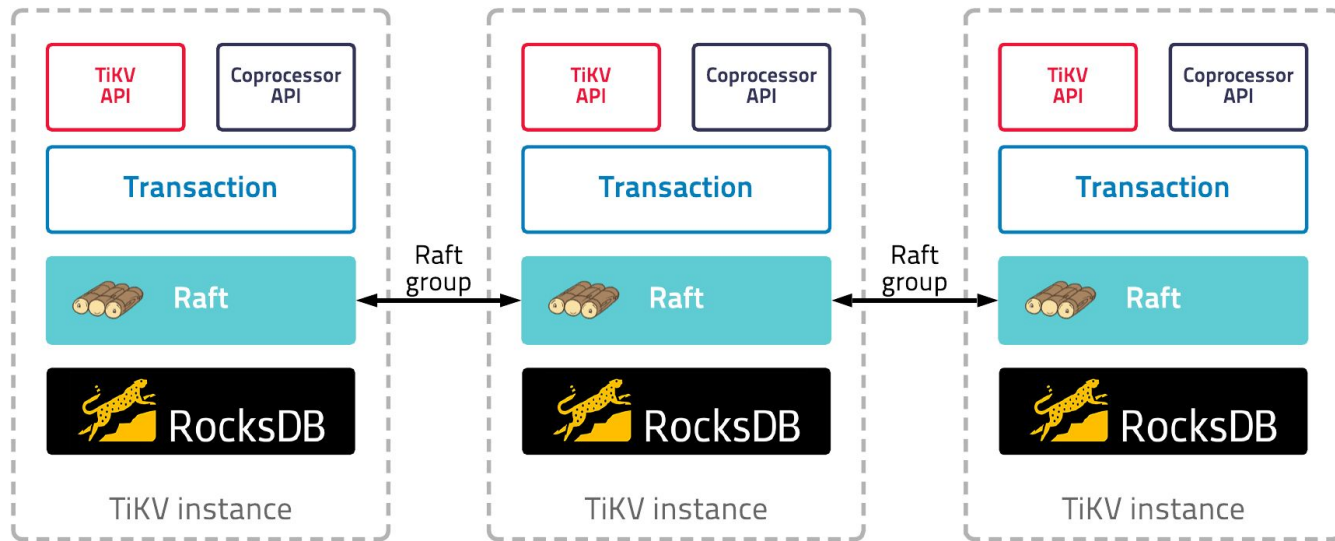 TiKV
API
Coprocessor
API
Transaction
Raft
RocksDB
TiKV instance
Raft
group
TiKV
API
Coprocessor
API
Transaction
Raft
RocksDB
TiKV instance
Raft
group
TiKV
API
Coprocessor
API
Transaction
Raft
RocksDB
TiKV instance